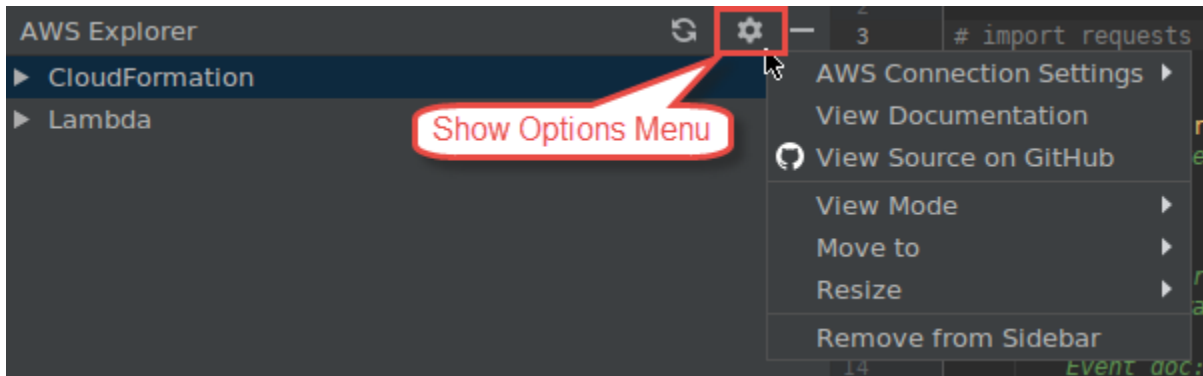 AWS Explorer
3 # import requests
CloudFormation
AWS Connection Settings
Lambda
Show Options Menu
View Documentation
View Source on GitHub
View Mode
Move to
Resize
Remove from Sidebar
14 Event doc: